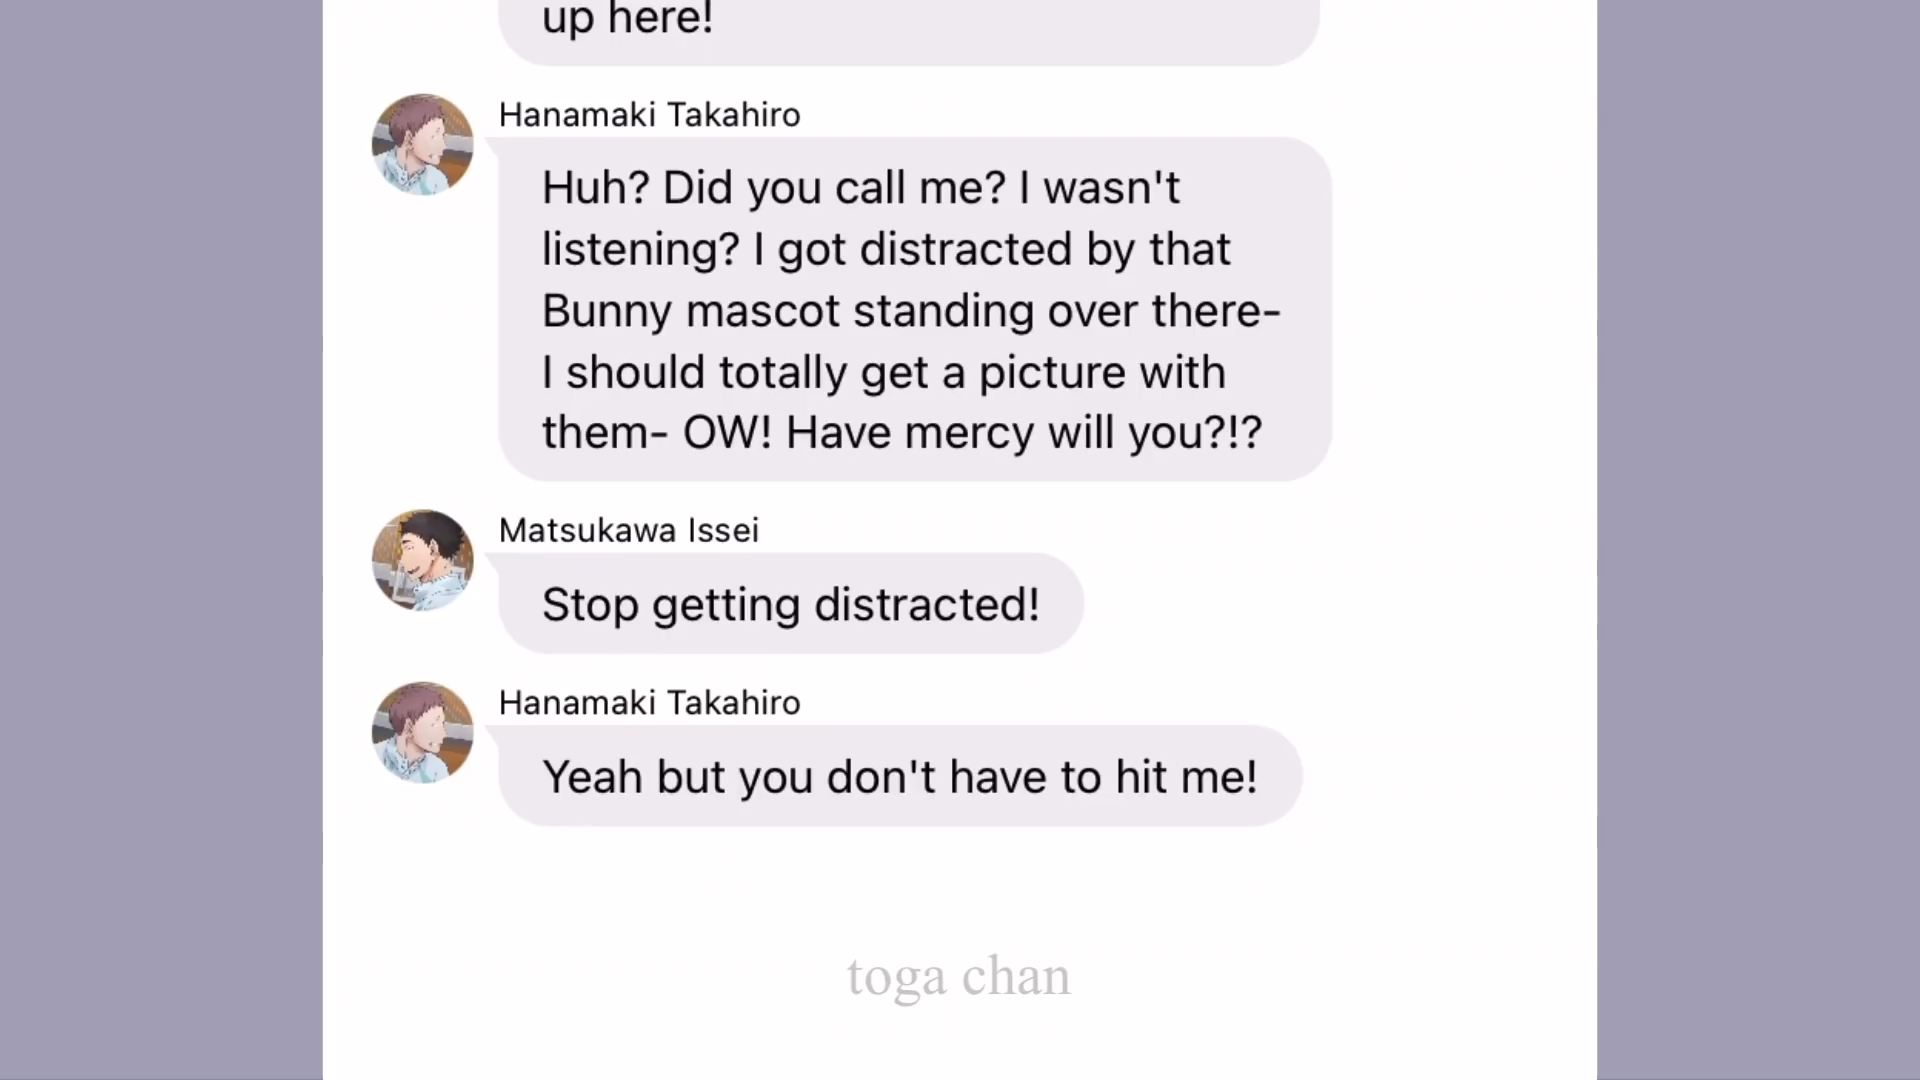 up here!
Hanamaki Takahiro
Huh? Did you call me? I wasn't
listening? I got distracted by that
Bunny mascot standing over there-
I should totally get a picture with
them- OW! Have mercy will you?!?
Matsukawa Issei
Stop getting distracted!
Hanamaki Takahiro
Yeah but you don't have to hit me!
toga chan